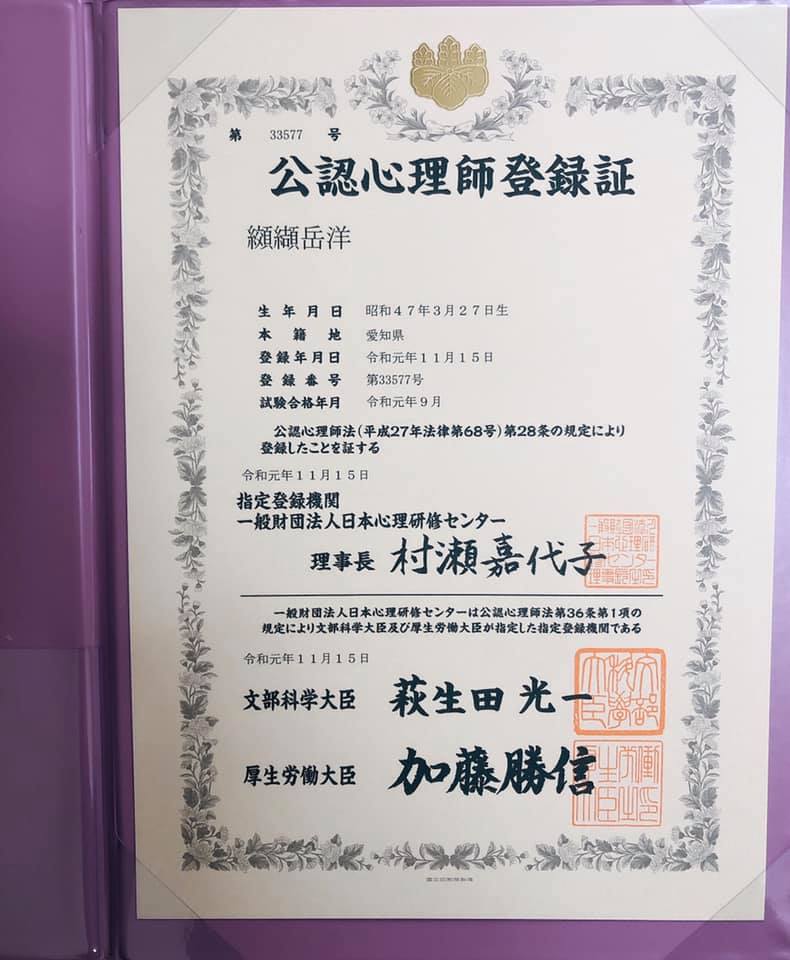 第 33577 号
公認心理師登録証
纐纈岳洋
生年月日 昭和47年3月27日生
本籍地 愛知県
登録年月日 令和元年11月15日
登録番号 第33577号
試験合格年月 令和元年9月
公認心理師法(平成27年法律第68号)第28条の規定により
登録したことを証する
令和元年11月15日
指定登録機関
一般財団法人日本心理研修センター
理事長 村瀬嘉代子
一般財団法人日本心理研修センターは公認心理師法第36条第1項の
規定により文部科学大臣及び厚生労働大臣が指定した指定登録機関である
令和元年11月15日
文部科学大臣 萩生田光一
厚生労働大臣 加藤勝信